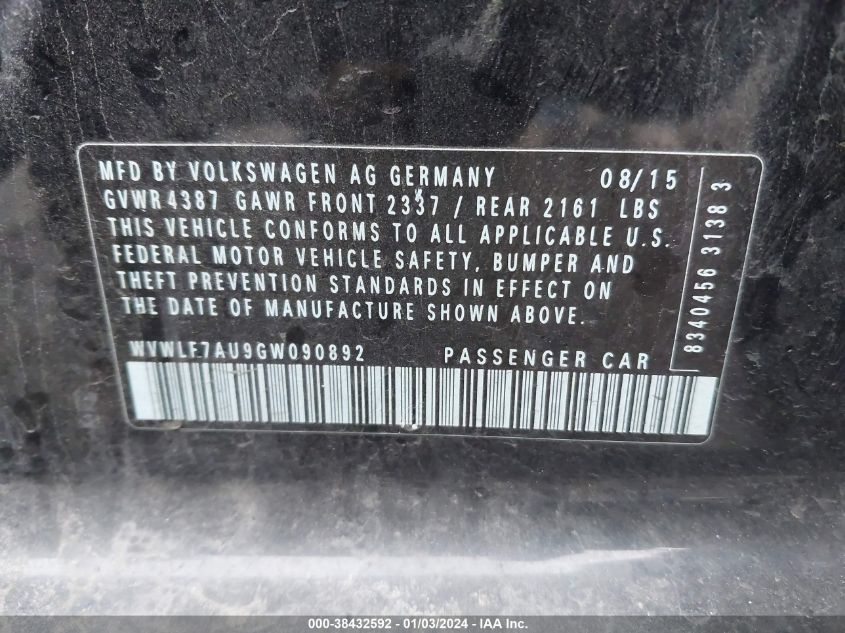 MFD BY VOLKSWAGEN AG GERMANY 08/15
GVWR 4387 GAWR FRONT 2337 / REAR 2161 LBS
THIS VEHICLE CONFORMS TO ALL APPLICABLE U.S.
FEDERAL MOTOR VEHICLE SAFETY, BUMPER AND
THEFT PREVENTION STANDARDS IN EFFECT ON
THE DATE OF MANUFACTURE SHOWN ABOVE.
WVWLF7AU9GW090892 PASSENGER CAR
8340456 3138 3
000-38432592 - 01/03/2024 - IAA Inc.